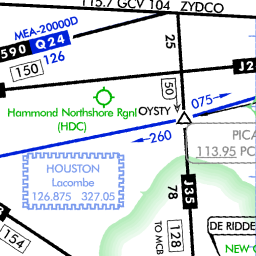 115.7 GCV 104
ZYDCO
MEA-20000D
25
590
Q24
150
126
J2
50
075
Hammond Northshore Rgnl
(HDC)
OYSTY
260
PICA
113.95 PC
HOUSTON
Lacombe
126.875 327.05
J35
78
128
TO MCB
DE RIDDE
NEW
154